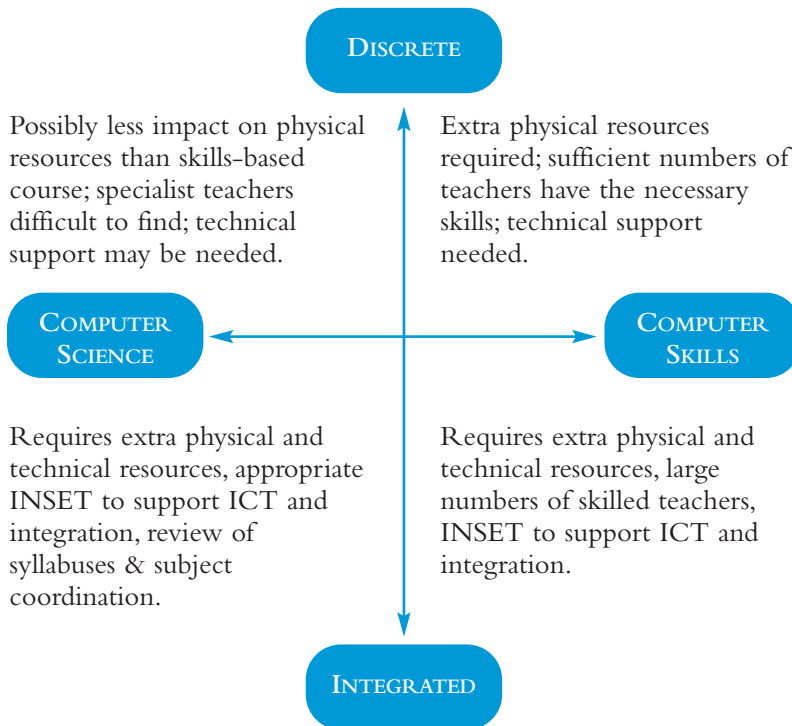 DISCRETE
Possibly less impact on physical
resources than skills-based
course; specialist teachers
difficult to find; technical
support may be needed.
Extra physical resources
required; sufficient numbers of
teachers have the necessary
skills; technical support
needed.
COMPUTER
SCIENCE
COMPUTER
SKILLS
Requires extra physical and
technical resources, appropriate
INSET to support ICT and
integration, review of
syllabuses & subject
coordination.
Requires extra physical and
technical resources, large
numbers of skilled teachers,
INSET to support ICT and
integration.
INTEGRATED